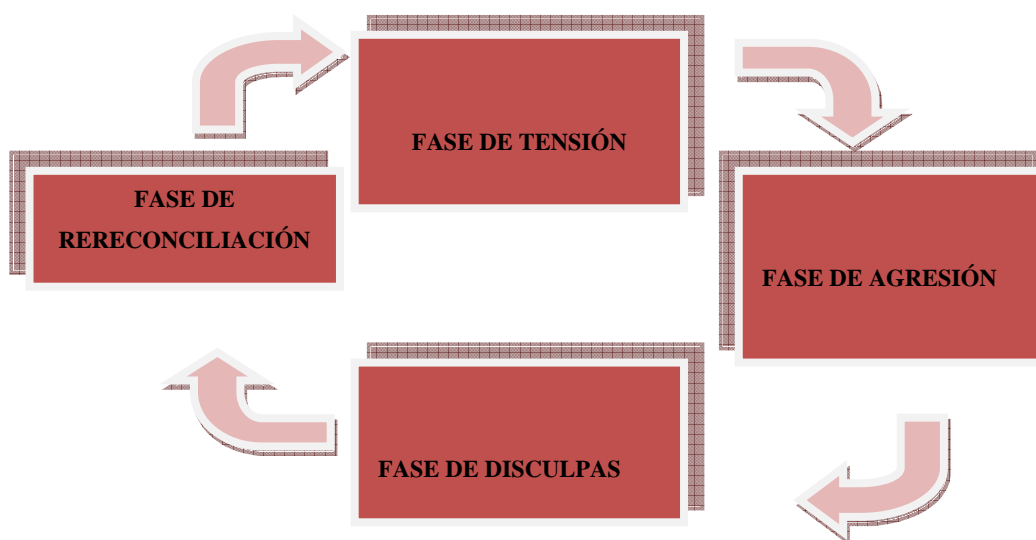 FASE DE TENSIÓN
FASE DE
RERECONCILIACIÓN
FASE DE AGRESIÓN
FASE DE DISCULPAS